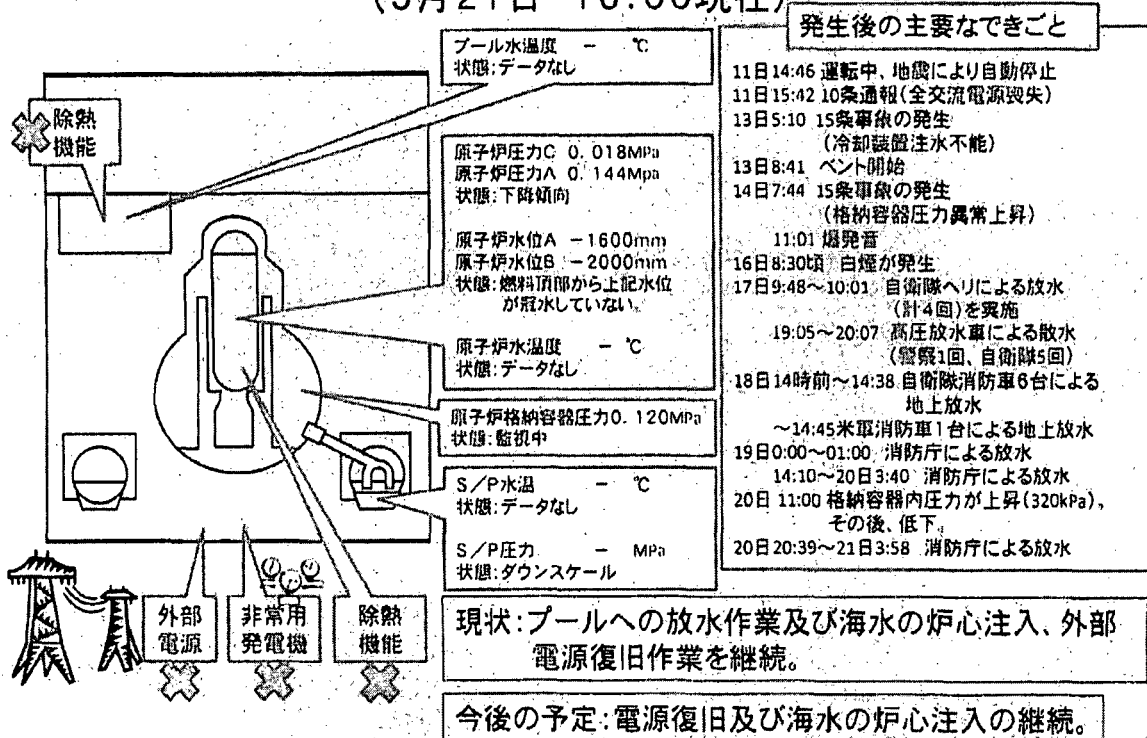 (3月21日 16:00現在)
プール水温度 － ℃
状態:データなし
除熱
機能
原子炉圧力C 0.018MPa
原子炉圧力A 0.144Mpa
状態:下降傾向
原子炉水位A －1600mm
原子炉水位B －2000mm
状態:燃料頂部から上記水位
が冠水していない。
原子炉水温度 － ℃
状態:データなし
原子炉格納容器圧力0.120MPa
状態:監視中
S／P水温 － ℃
状態:データなし
S／P圧力 － MPa
状態:ダウンスケール
外部
電源
非常用
発電機
除熱
機能
発生後の主要なできごと
11日14:46 運転中、地震により自動停止
11日15:42 10条通報(全交流電源喪失)
13日5:10 15条事象の発生
(冷却装置注水不能)
13日8:41 ベント開始
14日7:44 15条事象の発生
(格納容器圧力異常上昇)
11:01 爆発音
16日8:30頃 白煙が発生
17日9:48～10:01 自衛隊ヘリによる放水
(計4回)を実施
19:05～20:07 高圧放水車による散水
(警察1回、自衛隊5回)
18日14時前～14:38 自衛隊消防車6台による
地上放水
～14:45米軍消防車1台による地上放水
19日0:00～01:00 消防庁による放水
14:10～20日3:40 消防庁による放水
20日 11:00 格納容器内圧力が上昇(320kPa)、
その後、低下。
20日20:39～21日3:58 消防庁による放水
現状:プールへの放水作業及び海水の炉心注入、外部
電源復旧作業を継続。
今後の予定:電源復旧及び海水の炉心注入の継続。